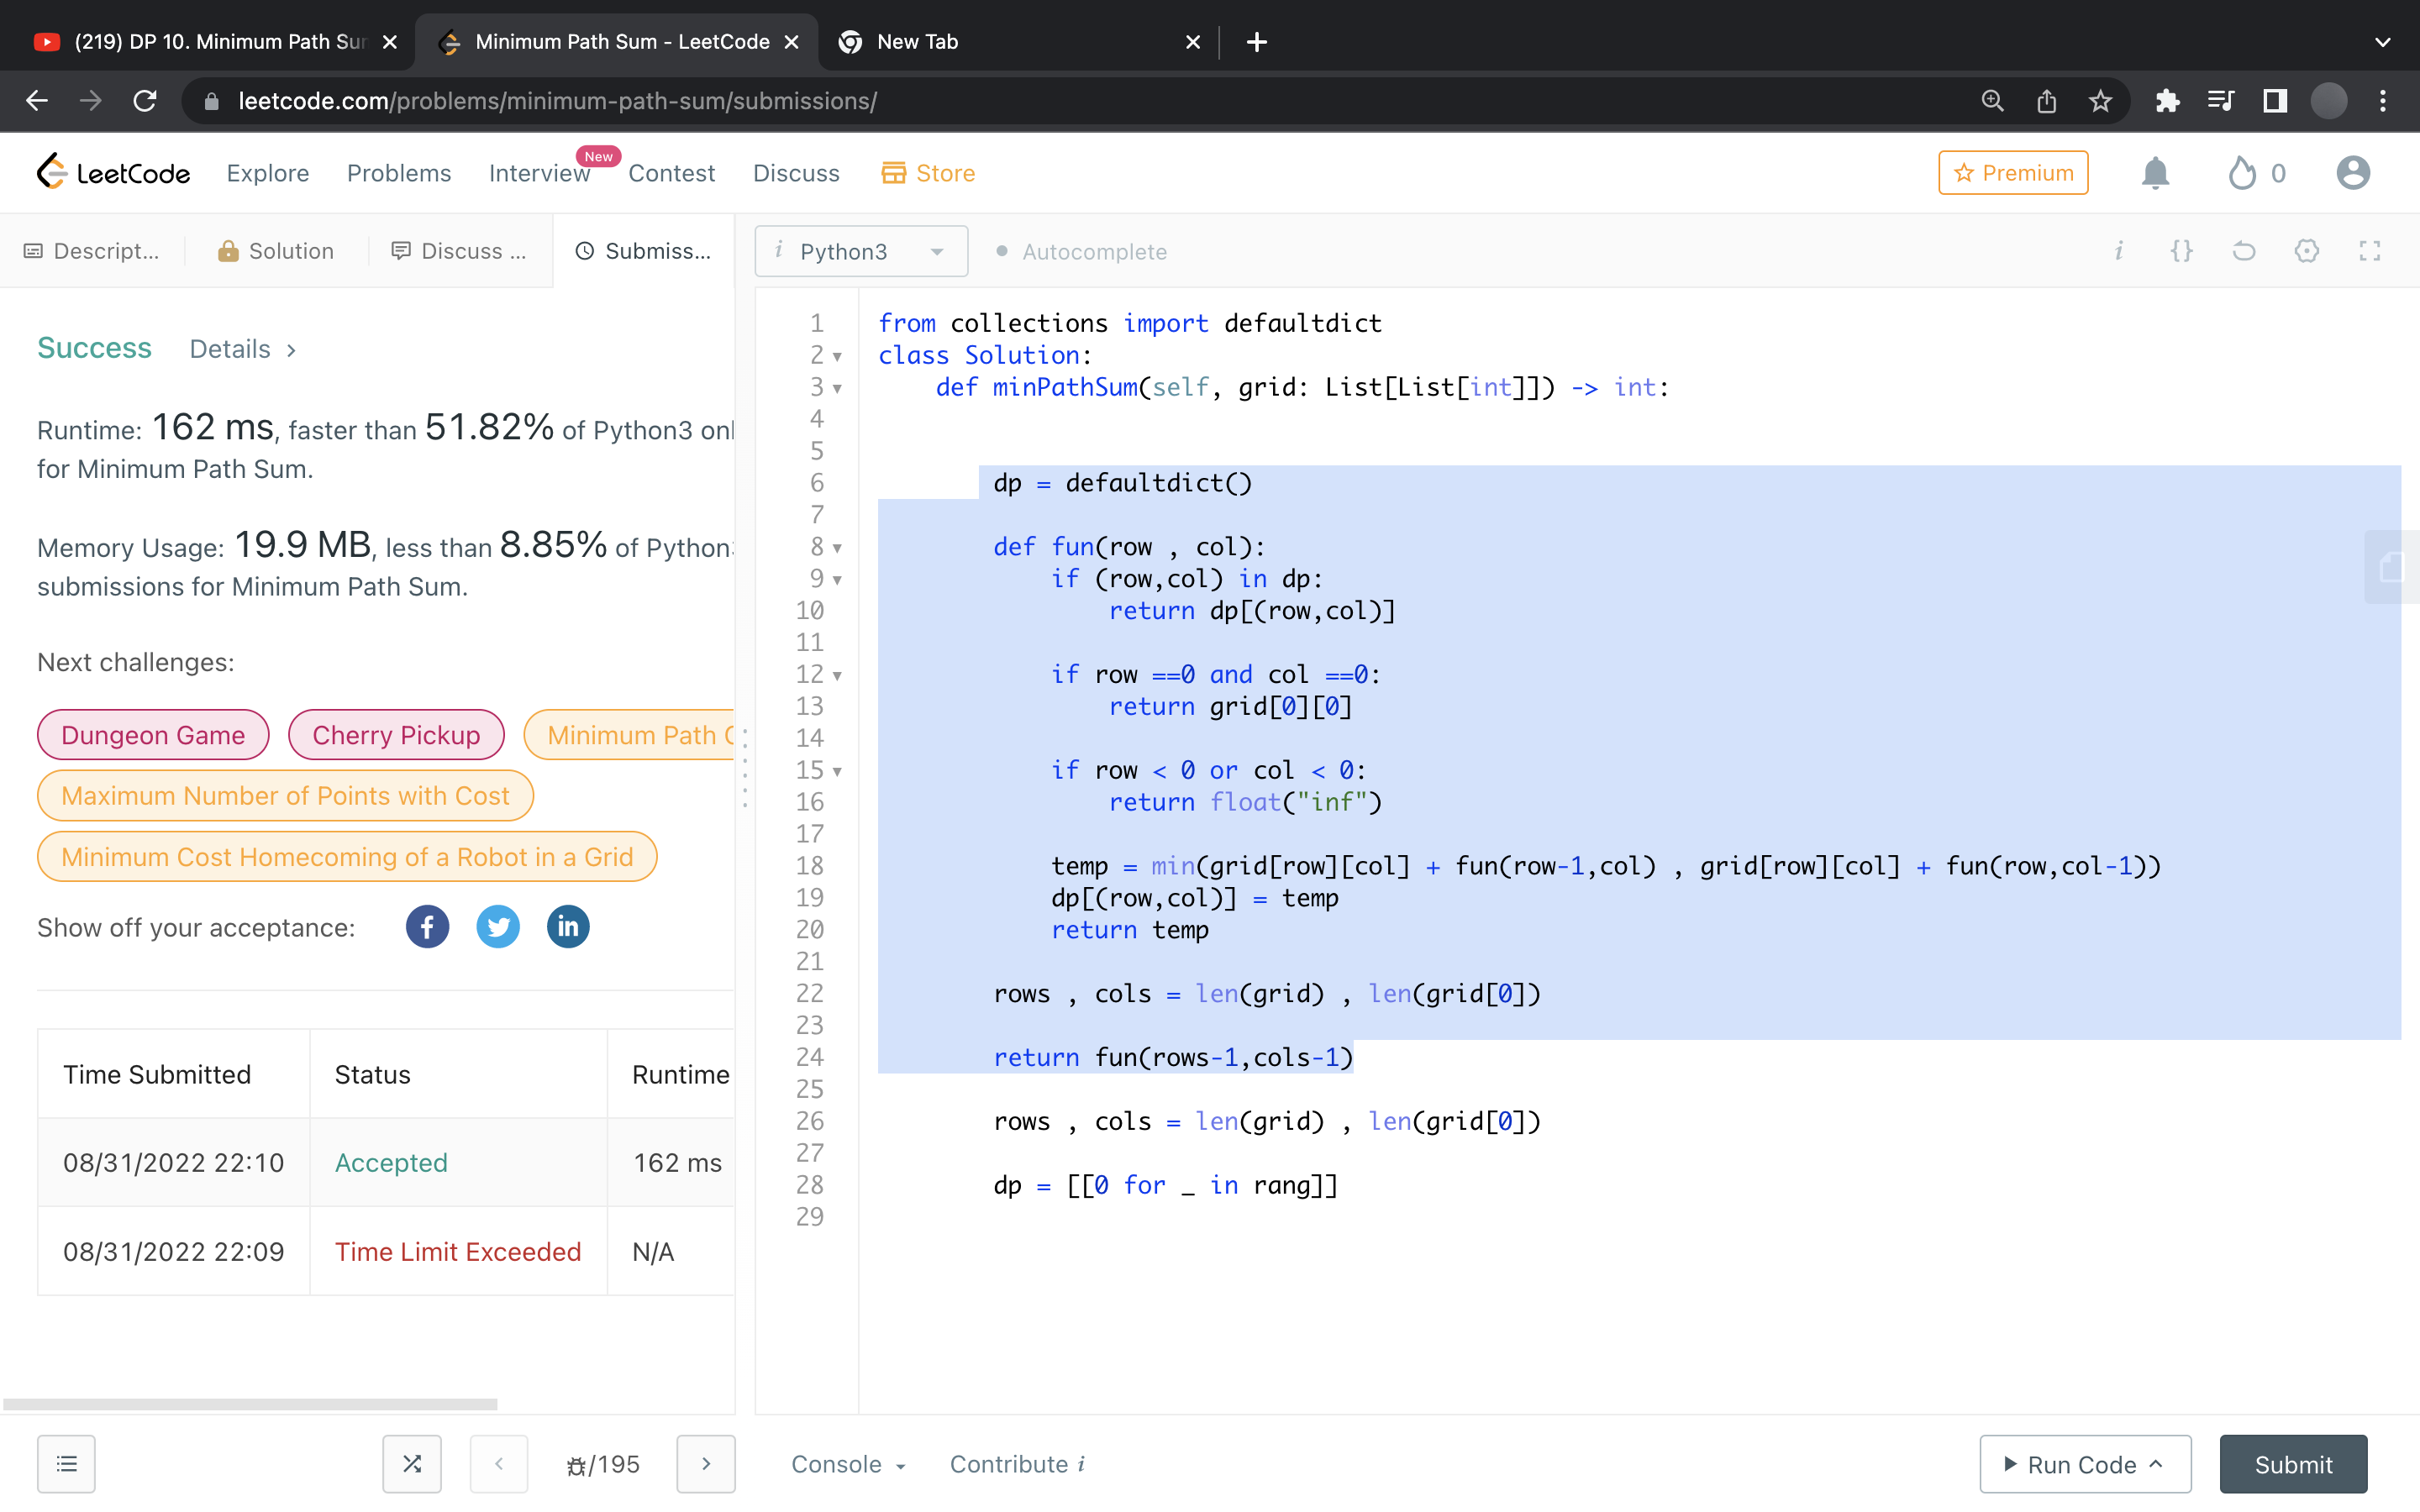 (219) DP 10. Minimum Path Sum
Minimum Path Sum - LeetCode
New Tab
leetcode.com/problems/minimum-path-sum/submissions/
LeetCode
Explore
Problems
Interview
New
Contest
Discuss
Store
Premium
0
Descript...
Solution
Discuss ...
Submiss...
i Python3
Autocomplete
i {}
Success
Details >
Runtime: 162 ms, faster than 51.82% of Python3 onl
for Minimum Path Sum.
Memory Usage: 19.9 MB, less than 8.85% of Python
submissions for Minimum Path Sum.
Next challenges:
Dungeon Game
Cherry Pickup
Minimum Path C
Maximum Number of Points with Cost
Minimum Cost Homecoming of a Robot in a Grid
Show off your acceptance:
f
in
Time Submitted Status Runtime
08/31/2022 22:10 Accepted 162 ms
08/31/2022 22:09 Time Limit Exceeded N/A
1 from collections import defaultdict
2 class Solution:
3 def minPathSum(self, grid: List[List[int]]) -> int:
4
5
6 dp = defaultdict()
7
8 def fun(row , col):
9 if (row,col) in dp:
10 return dp[(row,col)]
11
12 if row ==0 and col ==0:
13 return grid[0][0]
14
15 if row < 0 or col < 0:
16 return float("inf")
17
18 temp = min(grid[row][col] + fun(row-1,col) , grid[row][col] + fun(row,col-1))
19 dp[(row,col)] = temp
20 return temp
21
22 rows , cols = len(grid) , len(grid[0])
23
24 return fun(rows-1,cols-1)
25
26 rows , cols = len(grid) , len(grid[0])
27
28 dp = [[0 for _ in rang]]
29
/195
Console
Contribute i
Run Code
Submit